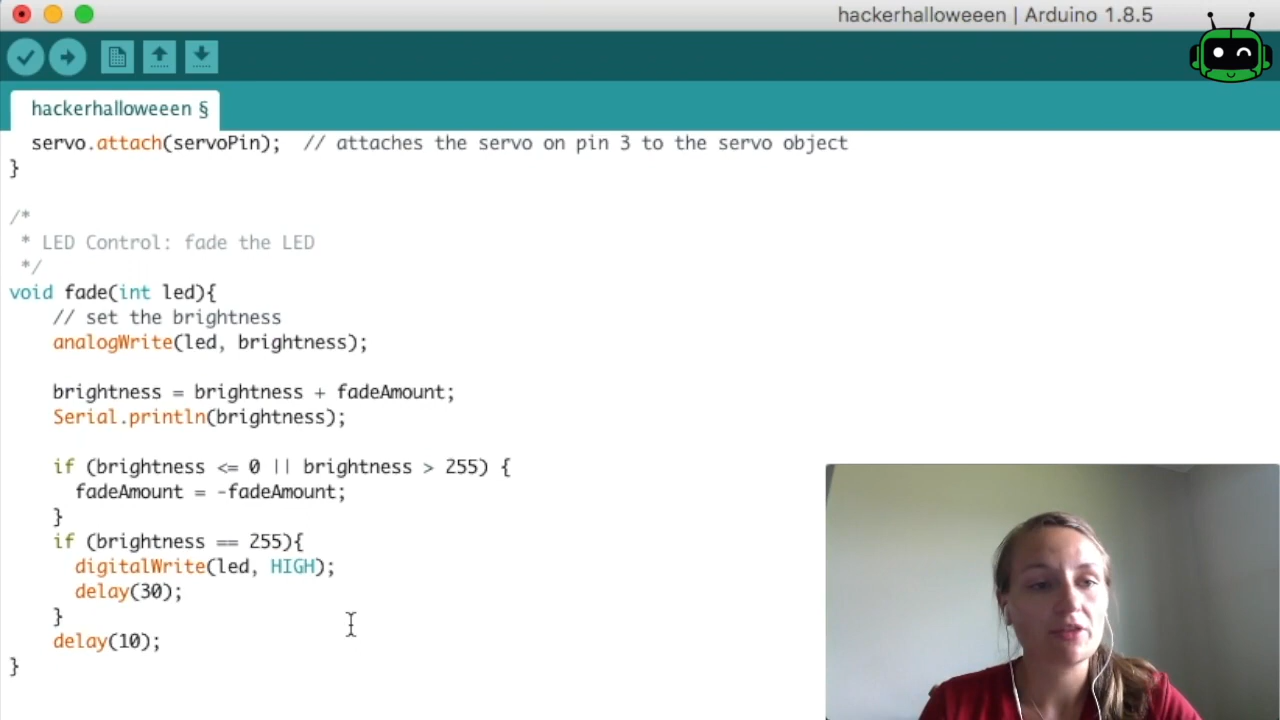 hackerhalloweeen | Arduino 1.8.5
hackerhalloweeen §
servo.attach(servoPin);  // attaches the servo on pin 3 to the servo object
}
/*
 * LED Control: fade the LED
 */
void fade(int led){
    // set the brightness
    analogWrite(led, brightness);
    brightness = brightness + fadeAmount;
    Serial.println(brightness);
    if (brightness <= 0 || brightness > 255) {
      fadeAmount = -fadeAmount;
    }
    if (brightness == 255){
      digitalWrite(led, HIGH);
      delay(30);
    }
    delay(10);
}